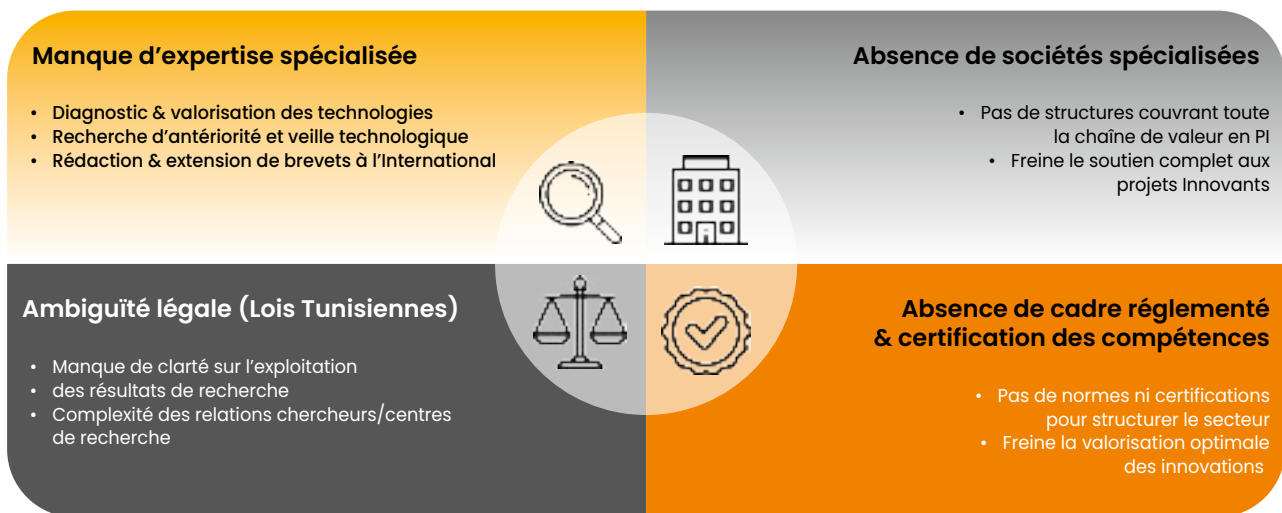 Manque d’expertise spécialisée
• Diagnostic & valorisation des technologies
• Recherche d’antériorité et veille technologique
• Rédaction & extension de brevets à l’International
Absence de sociétés spécialisées
• Pas de structures couvrant toute
la chaîne de valeur en PI
• Freine le soutien complet aux
projets Innovants
Ambiguïté légale (Lois Tunisiennes)
• Manque de clarté sur l’exploitation
• des résultats de recherche
• Complexité des relations chercheurs/centres
de recherche
Absence de cadre réglementé
& certification des compétences
• Pas de normes ni certifications
pour structurer le secteur
• Freine la valorisation optimale
des innovations